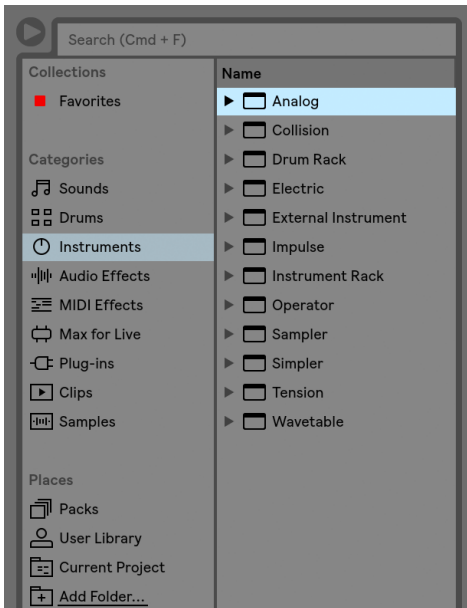 Search (Cmd + F)
Collections
Favorites
Categories
Sounds
Drums
Instruments
Audio Effects
MIDI Effects
Max for Live
Plug-ins
Clips
Samples
Places
Packs
User Library
Current Project
Add Folder...
Name
Analog
Collision
Drum Rack
Electric
External Instrument
Impulse
Instrument Rack
Operator
Sampler
Simpler
Tension
Wavetable